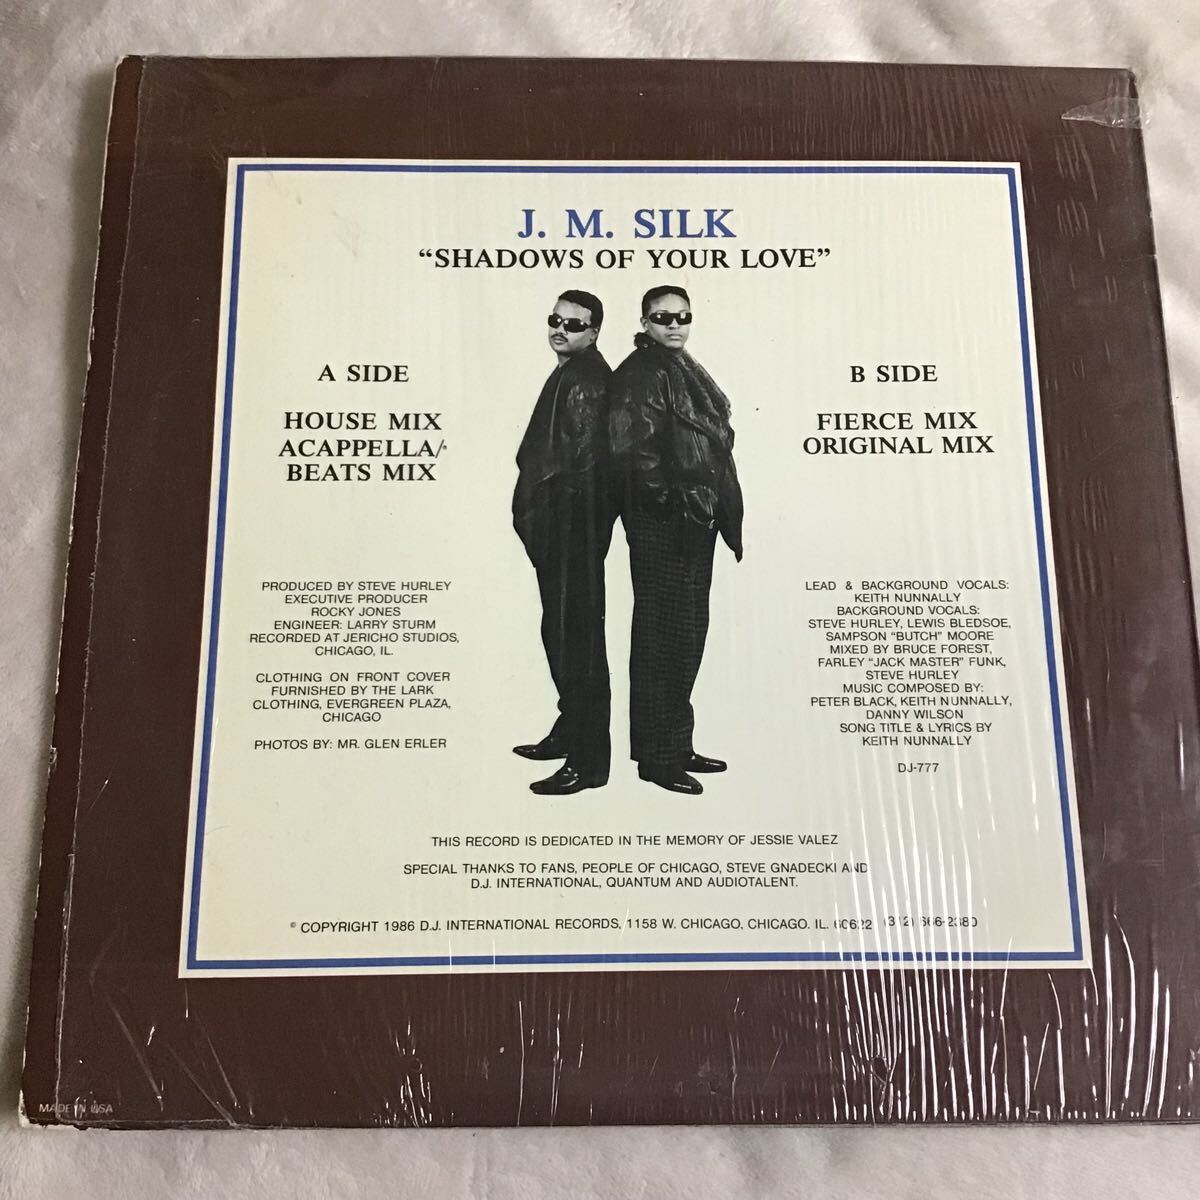 J. M. SILK
“SHADOWS OF YOUR LOVE”
A SIDE
HOUSE MIX
ACAPPELLA/
BEATS MIX
B SIDE
FIERCE MIX
ORIGINAL MIX
PRODUCED BY STEVE HURLEY
EXECUTIVE PRODUCER
ROCKY JONES
ENGINEER: LARRY STURM
RECORDED AT JERICHO STUDIOS,
CHICAGO, IL.
CLOTHING ON FRONT COVER
FURNISHED BY THE LARK
CLOTHING, EVERGREEN PLAZA,
CHICAGO
PHOTOS BY: MR. GLEN ERLER
LEAD & BACKGROUND VOCALS:
KEITH NUNNALLY
BACKGROUND VOCALS:
STEVE HURLEY, LEWIS BLEDSOE,
SAMPSON “BUTCH” MOORE
MIXED BY BRUCE FOREST,
FARLEY “JACK MASTER” FUNK,
STEVE HURLEY
MUSIC COMPOSED BY:
PETER BLACK, KEITH NUNNALLY,
DANNY WILSON
SONG TITLE & LYRICS BY
KEITH NUNNALLY
DJ-777
THIS RECORD IS DEDICATED IN THE MEMORY OF JESSIE VALEZ
SPECIAL THANKS TO FANS, PEOPLE OF CHICAGO, STEVE GNADECKI AND
D.J. INTERNATIONAL, QUANTUM AND AUDIOTALENT.
© COPYRIGHT 1986 D.J. INTERNATIONAL RECORDS, 1158 W. CHICAGO, CHICAGO. IL. 60622 (312) 666-2380
MADE IN USA